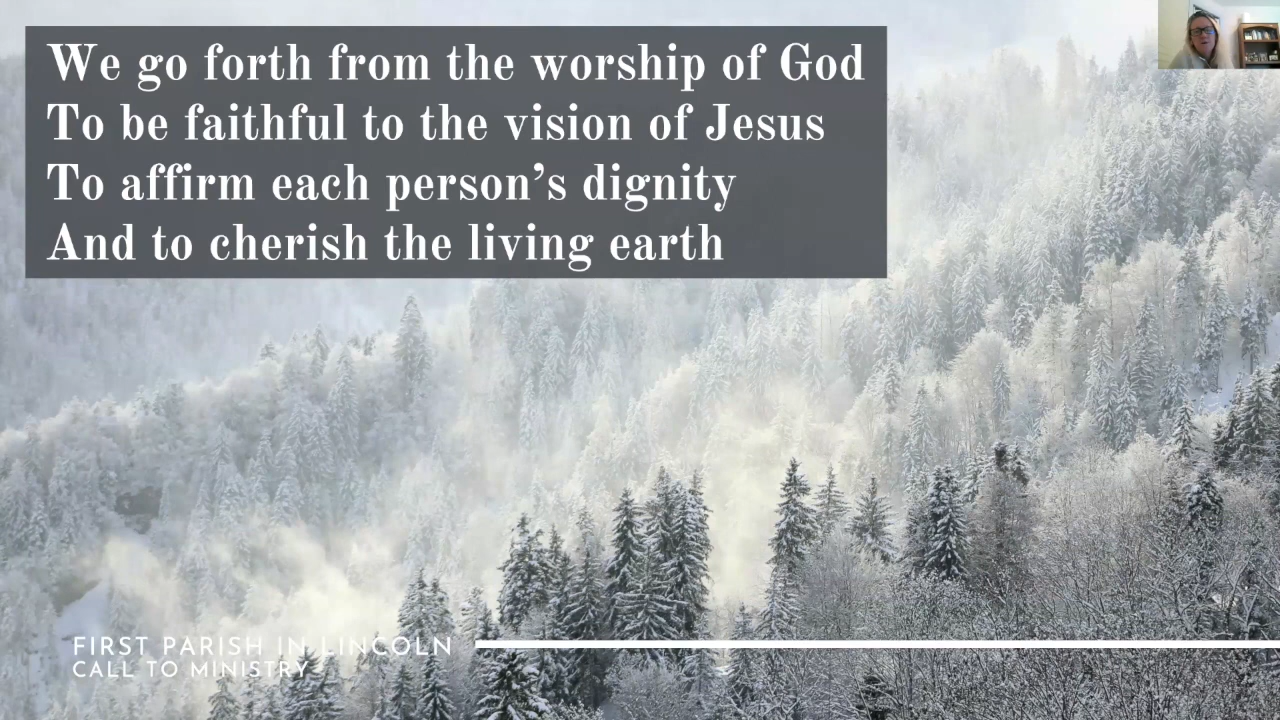 We go forth from the worship of God
To be faithful to the vision of Jesus
To affirm each person’s dignity
And to cherish the living earth
FIRST PARISH IN LINCOLN
CALL TO MINISTRY